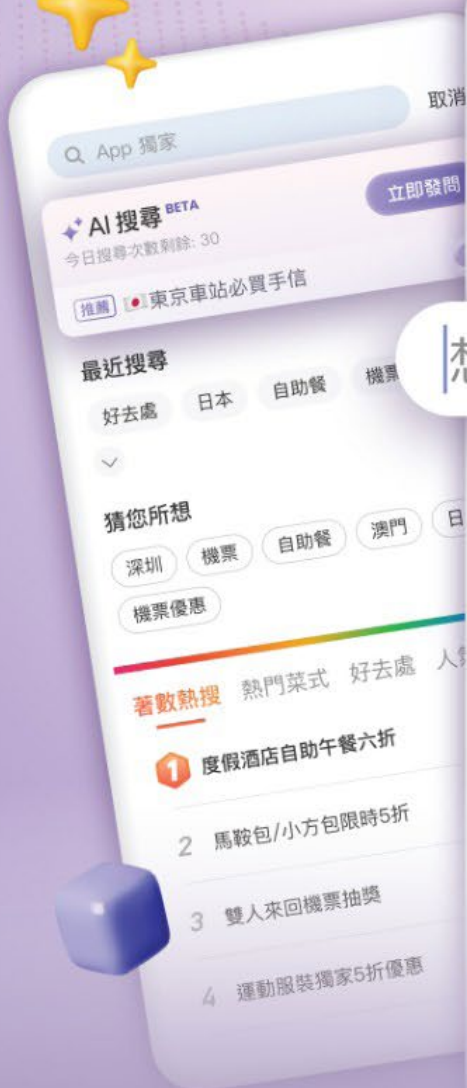 取消
App 獨家
AI 搜尋 BETA
立即發問
今日搜尋次數剩餘: 30
推薦 🇯🇵東京車站必買手信
最近搜尋
好去處 日本 自助餐 機票
猜您所想
深圳 機票 自助餐 澳門 日
機票優惠
著數熱搜 熱門菜式 好去處 人
1 度假酒店自助午餐六折
2 馬鞍包/小方包限時5折
3 雙人來回機票抽獎
4 運動服裝獨家5折優惠